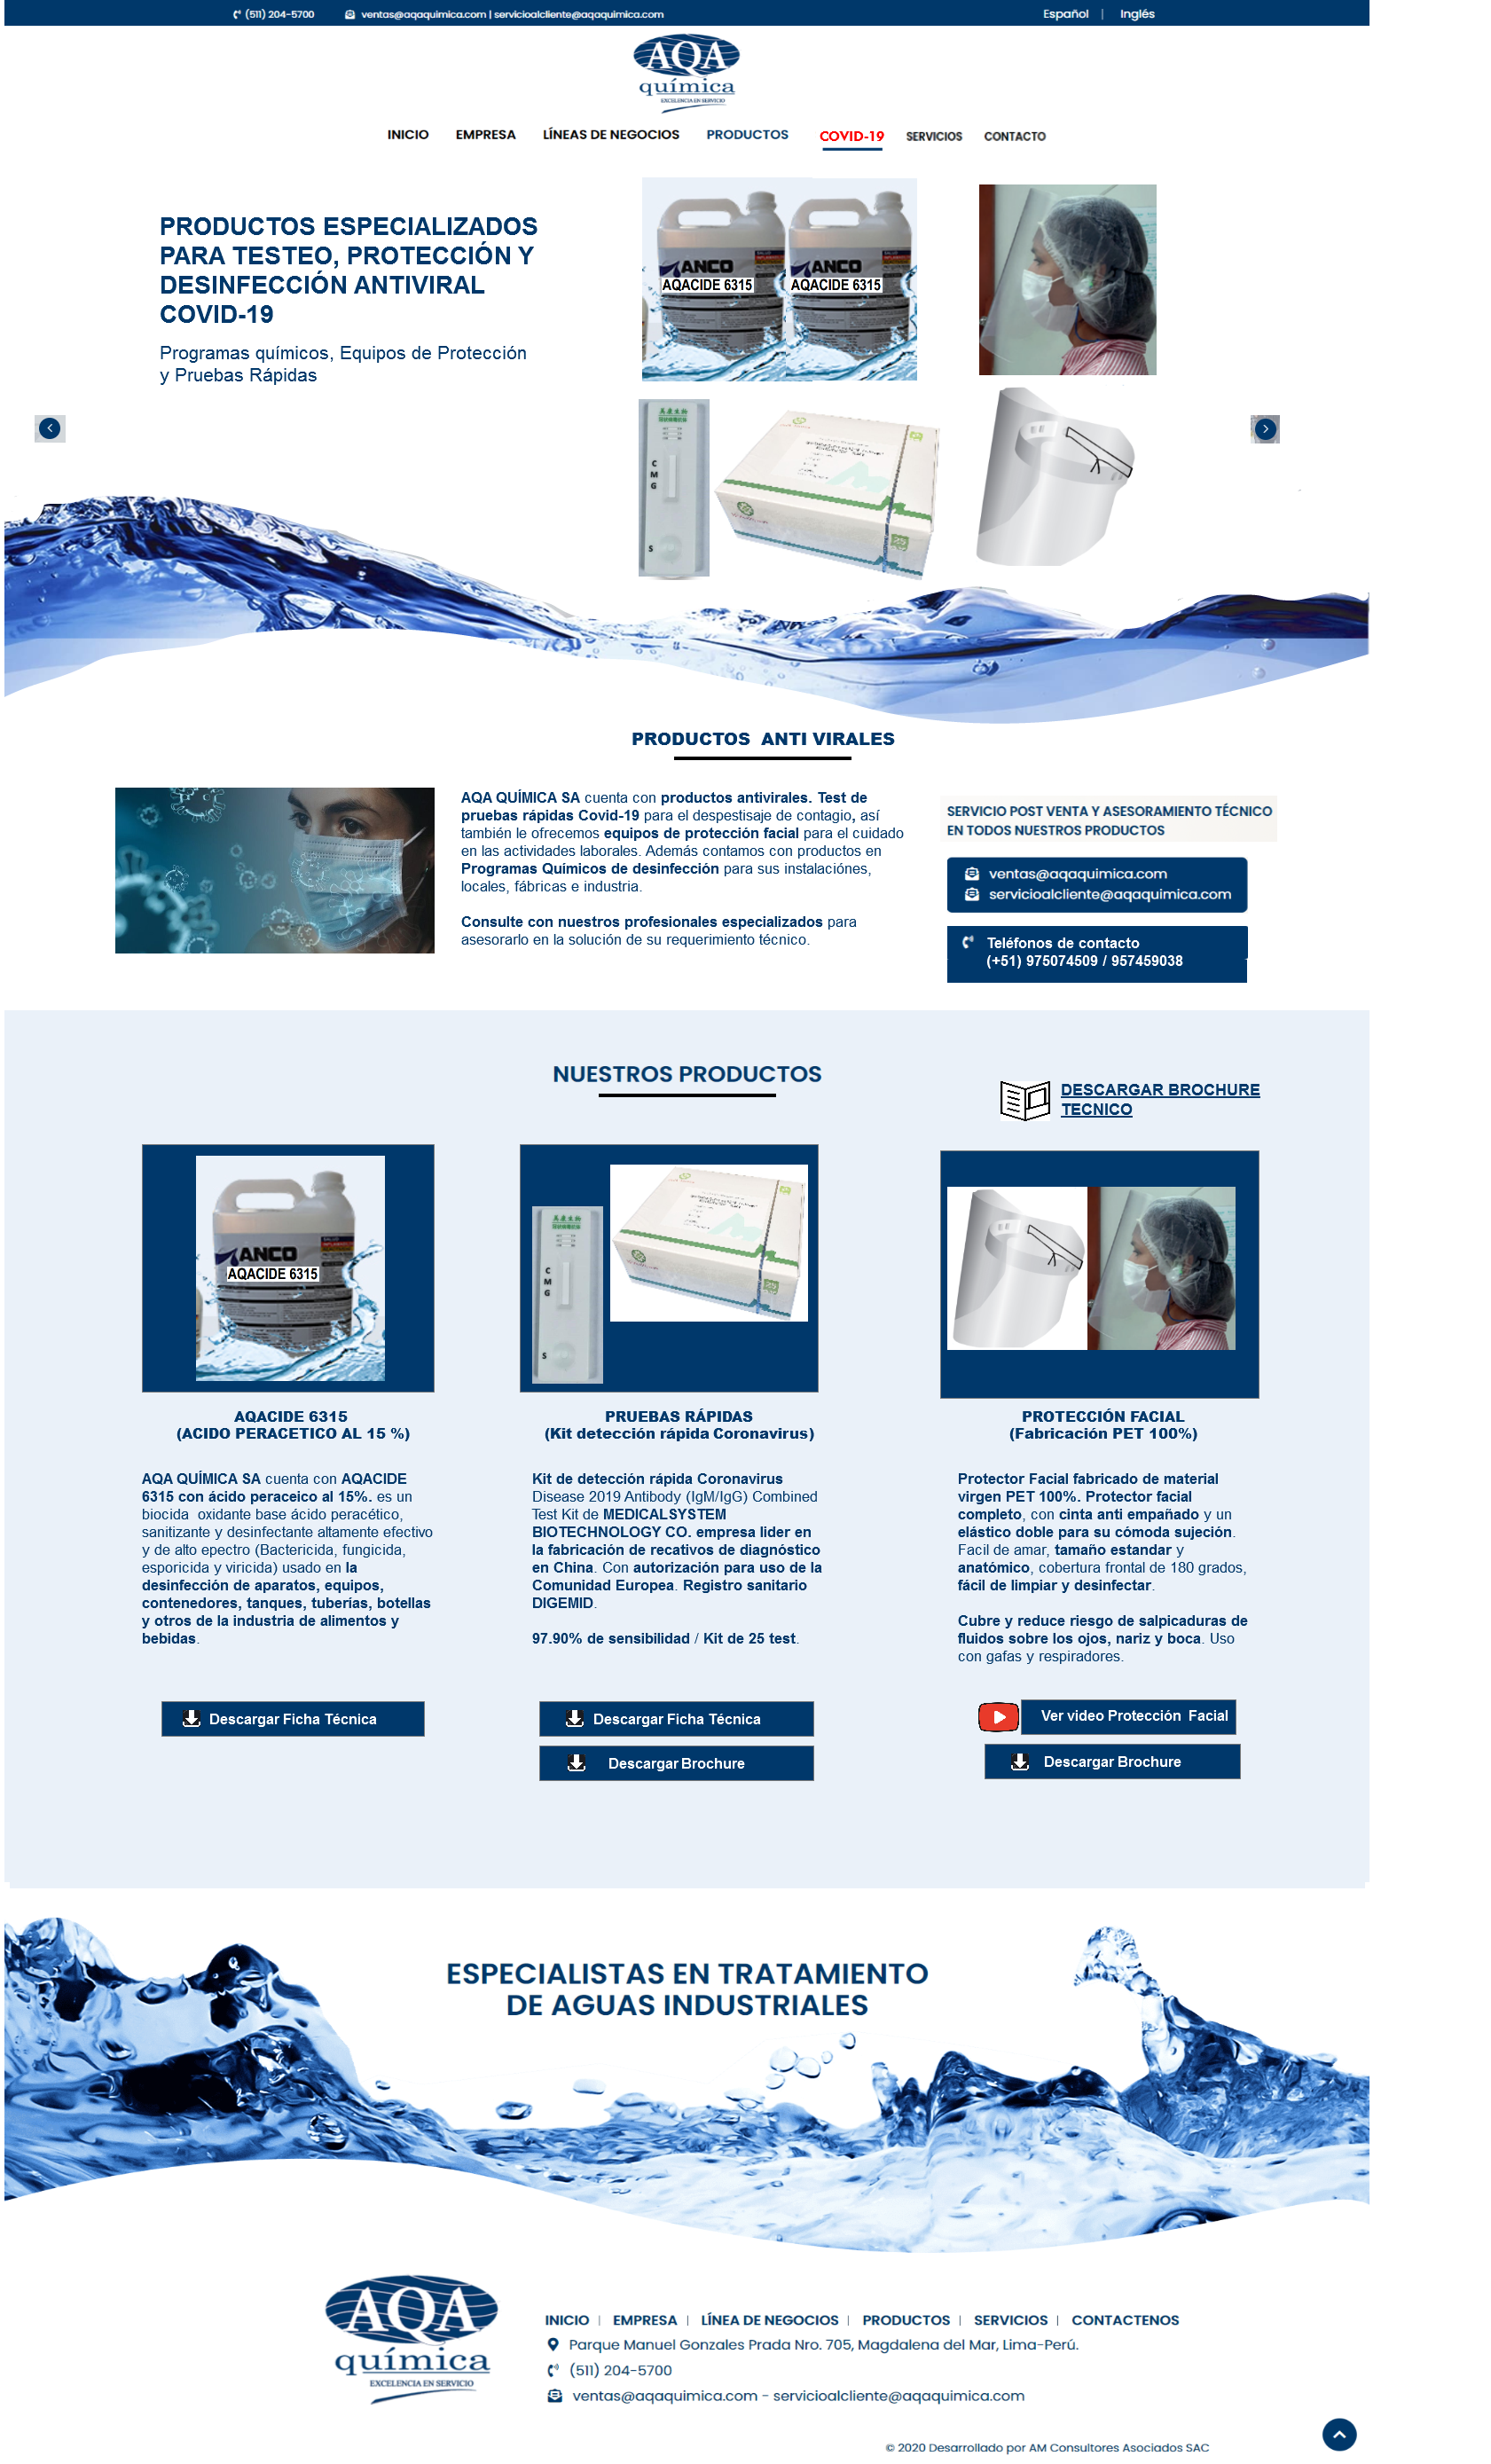 (511) 204-5700
ventas@aqaquimica.com | servicioalcliente@aqaquimica.com
Español | Inglés
AQA
química
EXCELENCIA EN SERVICIO
INICIO EMPRESA LÍNEAS DE NEGOCIOS PRODUCTOS COVID-19 SERVICIOS CONTACTO
PRODUCTOS ESPECIALIZADOS
PARA TESTEO, PROTECCIÓN Y
DESINFECCIÓN ANTIVIRAL
COVID-19
Programas químicos, Equipos de Protección
y Pruebas Rápidas
ANCO
AQACIDE 6315
ANCO
AQACIDE 6315
C
M
G
S
25
PRODUCTOS  ANTI VIRALES
AQA QUÍMICA SA cuenta con productos antivirales. Test de
pruebas rápidas Covid-19 para el despestisaje de contagio, así
también le ofrecemos equipos de protección facial para el cuidado
en las actividades laborales. Además contamos con productos en
Programas Químicos de desinfección para sus instalaciónes,
locales, fábricas e industria.
Consulte con nuestros profesionales especializados para
asesorarlo en la solución de su requerimiento técnico.
SERVICIO POST VENTA Y ASESORAMIENTO TÉCNICO
EN TODOS NUESTROS PRODUCTOS
ventas@aqaquimica.com
servicioalcliente@aqaquimica.com
Teléfonos de contacto
(+51) 975074509 / 957459038
NUESTROS PRODUCTOS
DESCARGAR BROCHURE
TECNICO
ANCO
AQACIDE 6315
C
M
G
S
25
AQACIDE 6315
(ACIDO PERACETICO AL 15 %)
AQA QUÍMICA SA cuenta con AQACIDE
6315 con ácido peraceico al 15%. es un
biocida  oxidante base ácido peracético,
sanitizante y desinfectante altamente efectivo
y de alto epectro (Bactericida, fungicida,
esporicida y viricida) usado en la
desinfección de aparatos, equipos,
contenedores, tanques, tuberías, botellas
y otros de la industria de alimentos y
bebidas.
Descargar Ficha Técnica
PRUEBAS RÁPIDAS
(Kit detección rápida Coronavirus)
Kit de detección rápida Coronavirus
Disease 2019 Antibody (IgM/IgG) Combined
Test Kit de MEDICALSYSTEM
BIOTECHNOLOGY CO. empresa lider en
la fabricación de recativos de diagnóstico
en China. Con autorización para uso de la
Comunidad Europea. Registro sanitario
DIGEMID.
97.90% de sensibilidad / Kit de 25 test.
Descargar Ficha Técnica
Descargar Brochure
PROTECCIÓN FACIAL
(Fabricación PET 100%)
Protector Facial fabricado de material
virgen PET 100%. Protector facial
completo, con cinta anti empañado y un
elástico doble para su cómoda sujeción.
Facil de amar, tamaño estandar y
anatómico, cobertura frontal de 180 grados,
fácil de limpiar y desinfectar.
Cubre y reduce riesgo de salpicaduras de
fluidos sobre los ojos, nariz y boca. Uso
con gafas y respiradores.
Ver video Protección  Facial
Descargar Brochure
ESPECIALISTAS EN TRATAMIENTO
DE AGUAS INDUSTRIALES
AQA
química
EXCELENCIA EN SERVICIO
INICIO | EMPRESA | LÍNEA DE NEGOCIOS | PRODUCTOS | SERVICIOS | CONTACTENOS
Parque Manuel Gonzales Prada Nro. 705, Magdalena del Mar, Lima-Perú.
(511) 204-5700
ventas@aqaquimica.com - servicioalcliente@aqaquimica.com
© 2020 Desarrollado por AM Consultores Asociados SAC